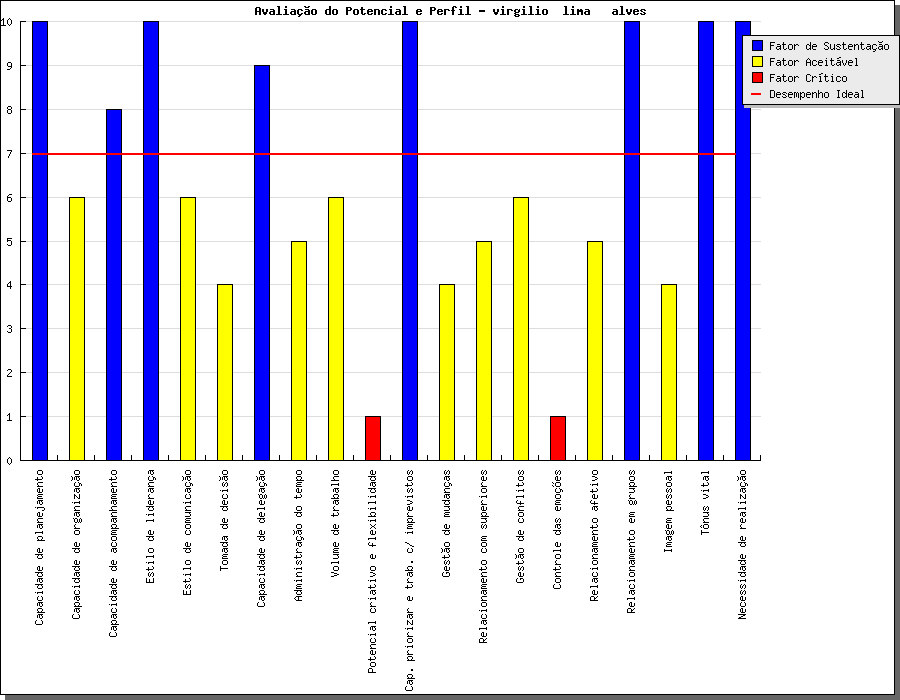 Avaliação do Potencial e Perfil - virgilio lima alves
Fator de Sustentação
Fator Aceitável
Fator Crítico
Desempenho Ideal
10
9
8
7
6
5
4
3
2
1
0
Capacidade de planejamento
Capacidade de organização
Capacidade de acompanhamento
Estilo de liderança
Estilo de comunicação
Tomada de decisão
Capacidade de delegação
Administração do tempo
Volume de trabalho
Potencial criativo e flexibilidade
Cap. priorizar e trab. c/ imprevistos
Gestão de mudanças
Relacionamento com superiores
Gestão de conflitos
Controle das emoções
Relacionamento afetivo
Relacionamento em grupos
Imagem pessoal
Tônus vital
Necessidade de realização